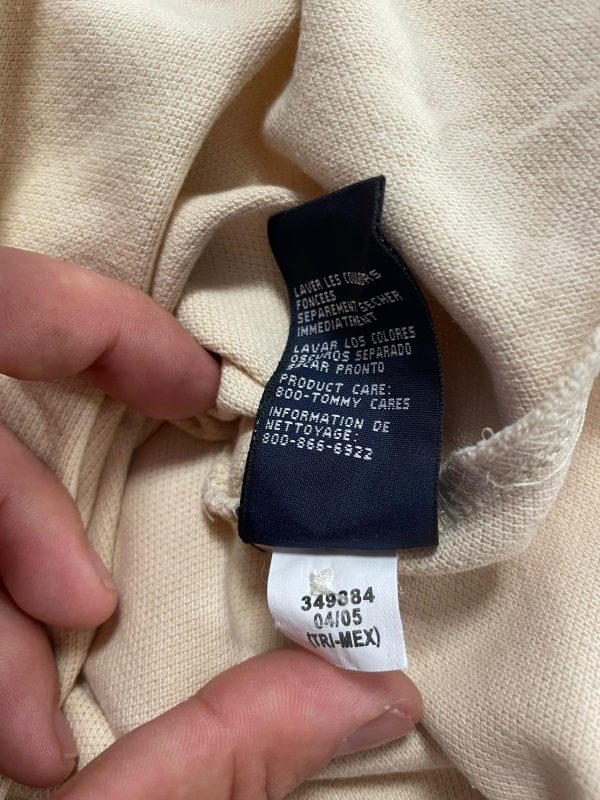 LAVER LES COULEURS
FONCEES
SEPAREMENT SECHER
IMMEDIATEMENT
LAVAR LOS COLORES
OSCUROS SEPARADO
SECAR PRONTO
PRODUCT CARE:
800-TOMMY CARES
INFORMATION DE
NETTOYAGE:
800-866-6922
349884
04/05
(TRI-MEX)